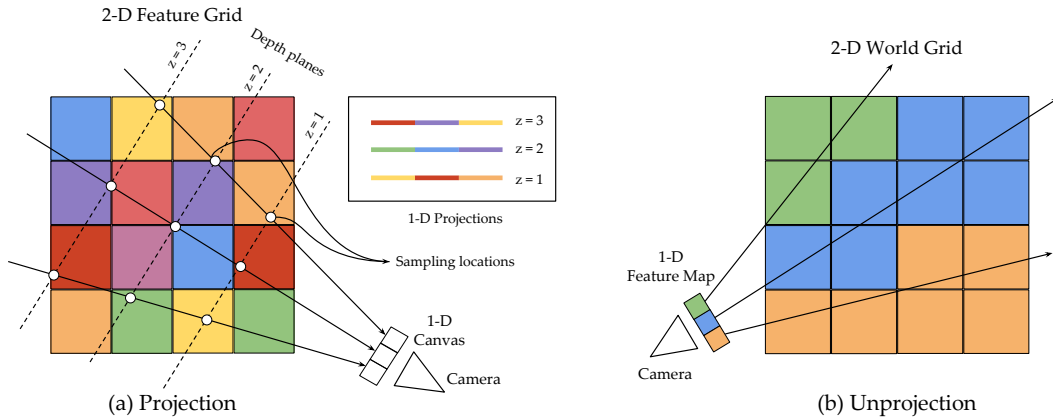 2-D Feature Grid
z = 3
Depth planes
z = 2
z = 1
z = 3
z = 2
z = 1
1-D Projections
Sampling locations
1-D
Canvas
Camera
(a) Projection
2-D World Grid
1-D
Feature Map
Camera
(b) Unprojection